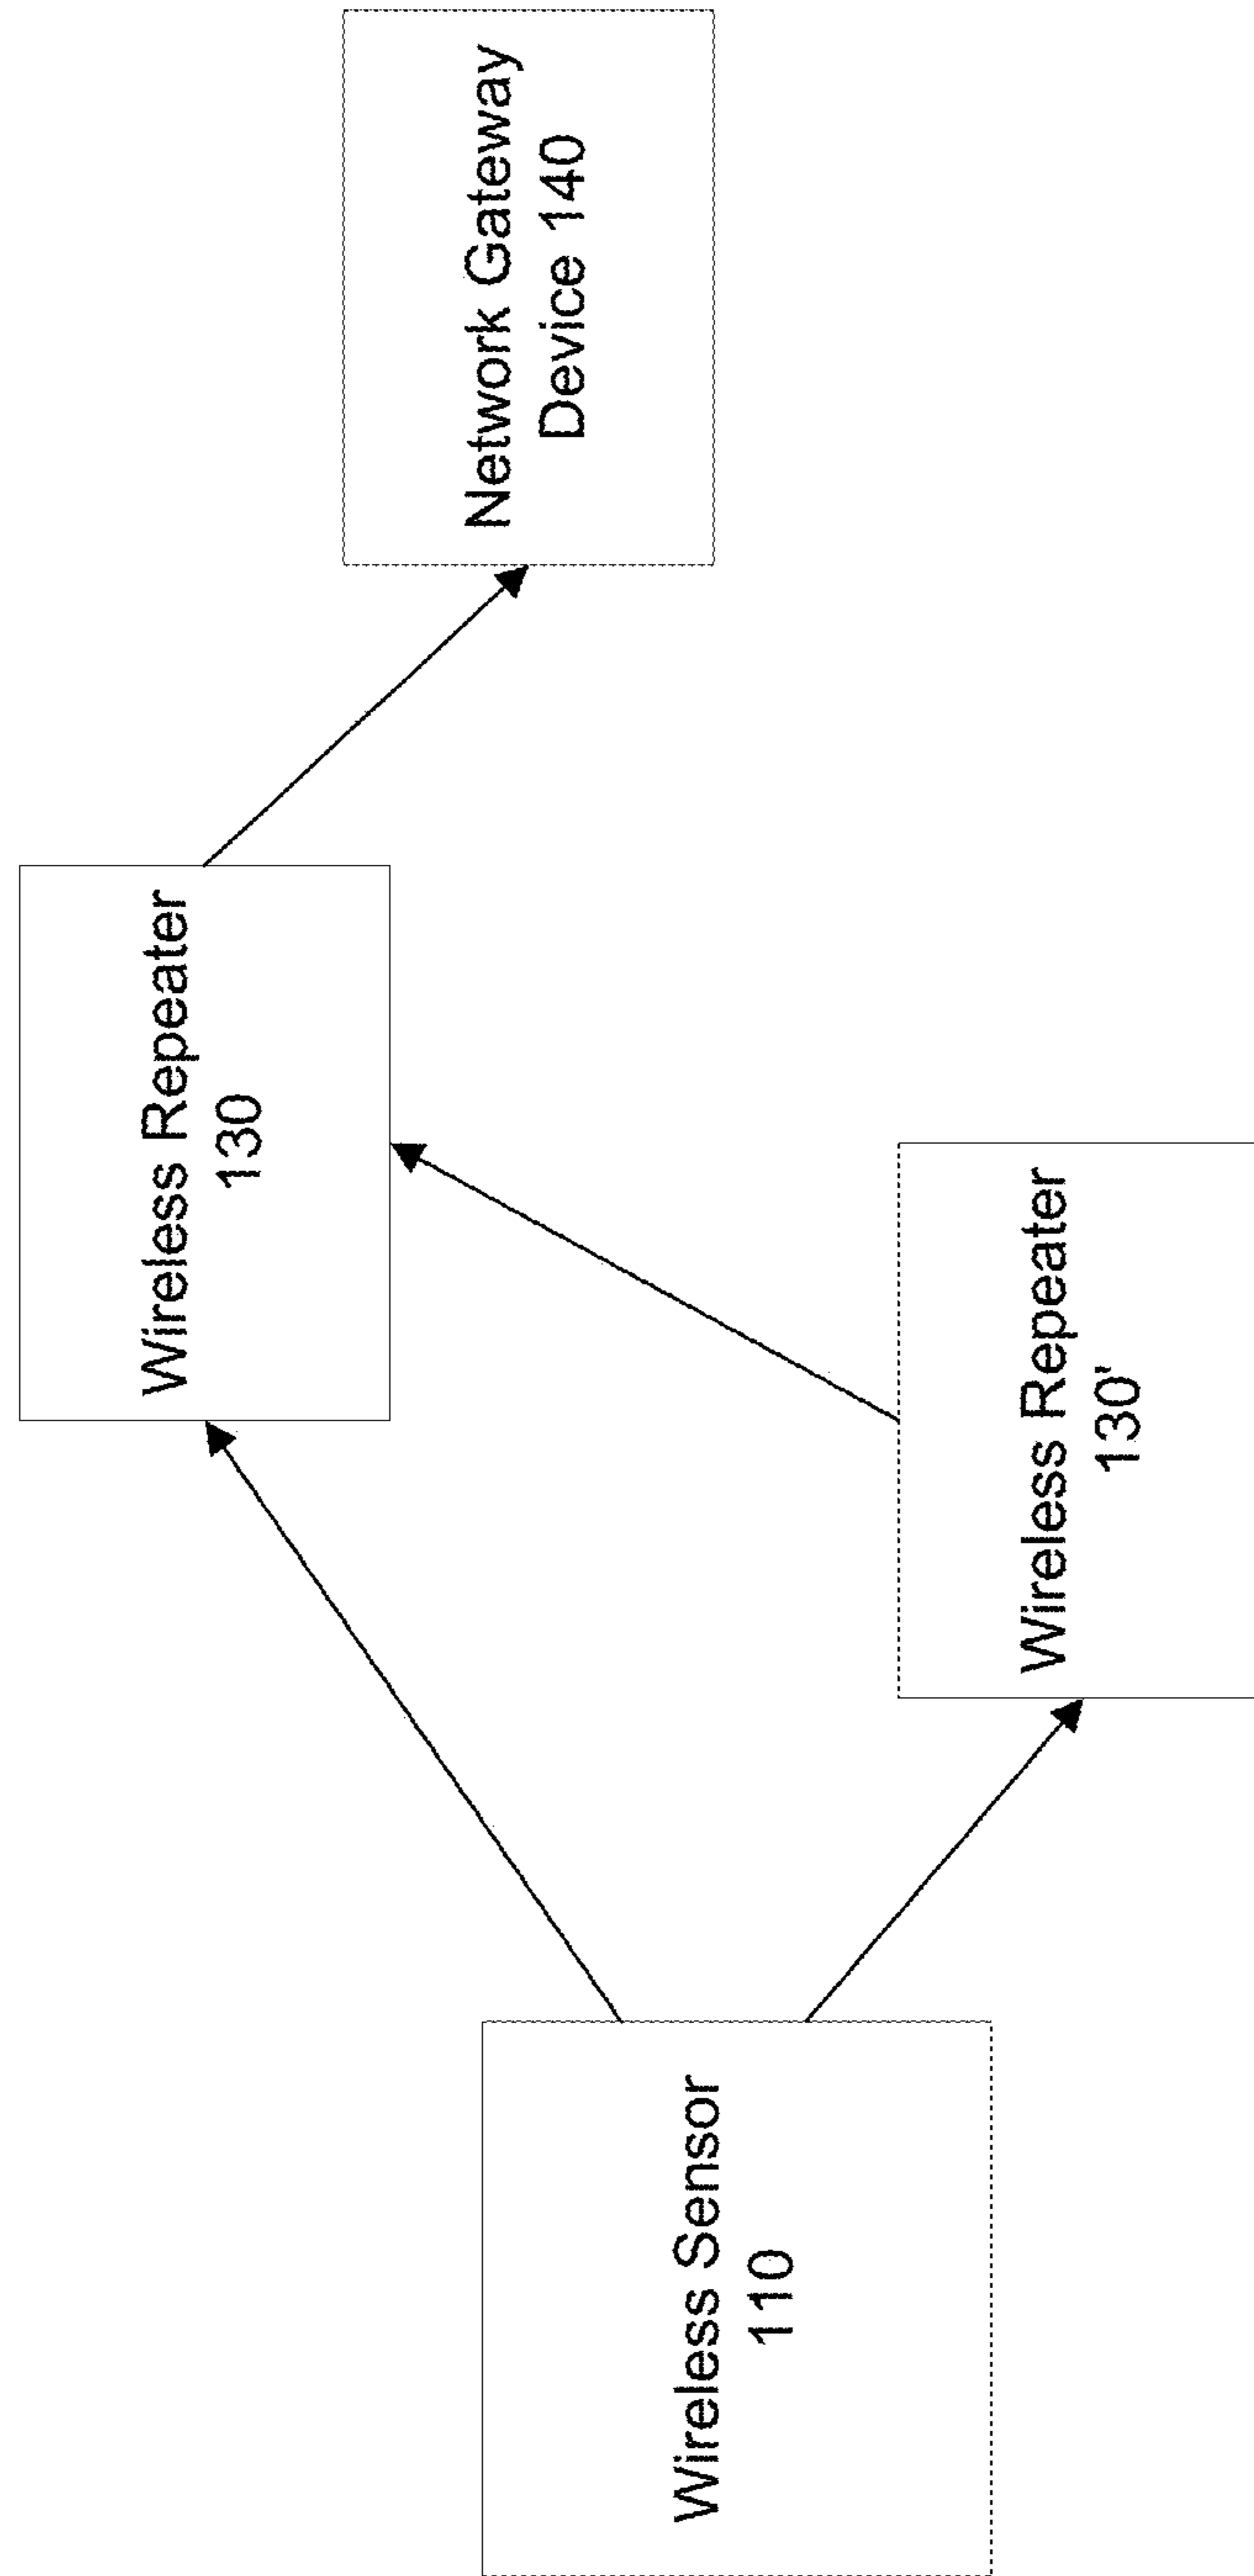 Wireless Sensor
110
Wireless Repeater
130
Wireless Repeater
130'
Network Gateway
Device 140